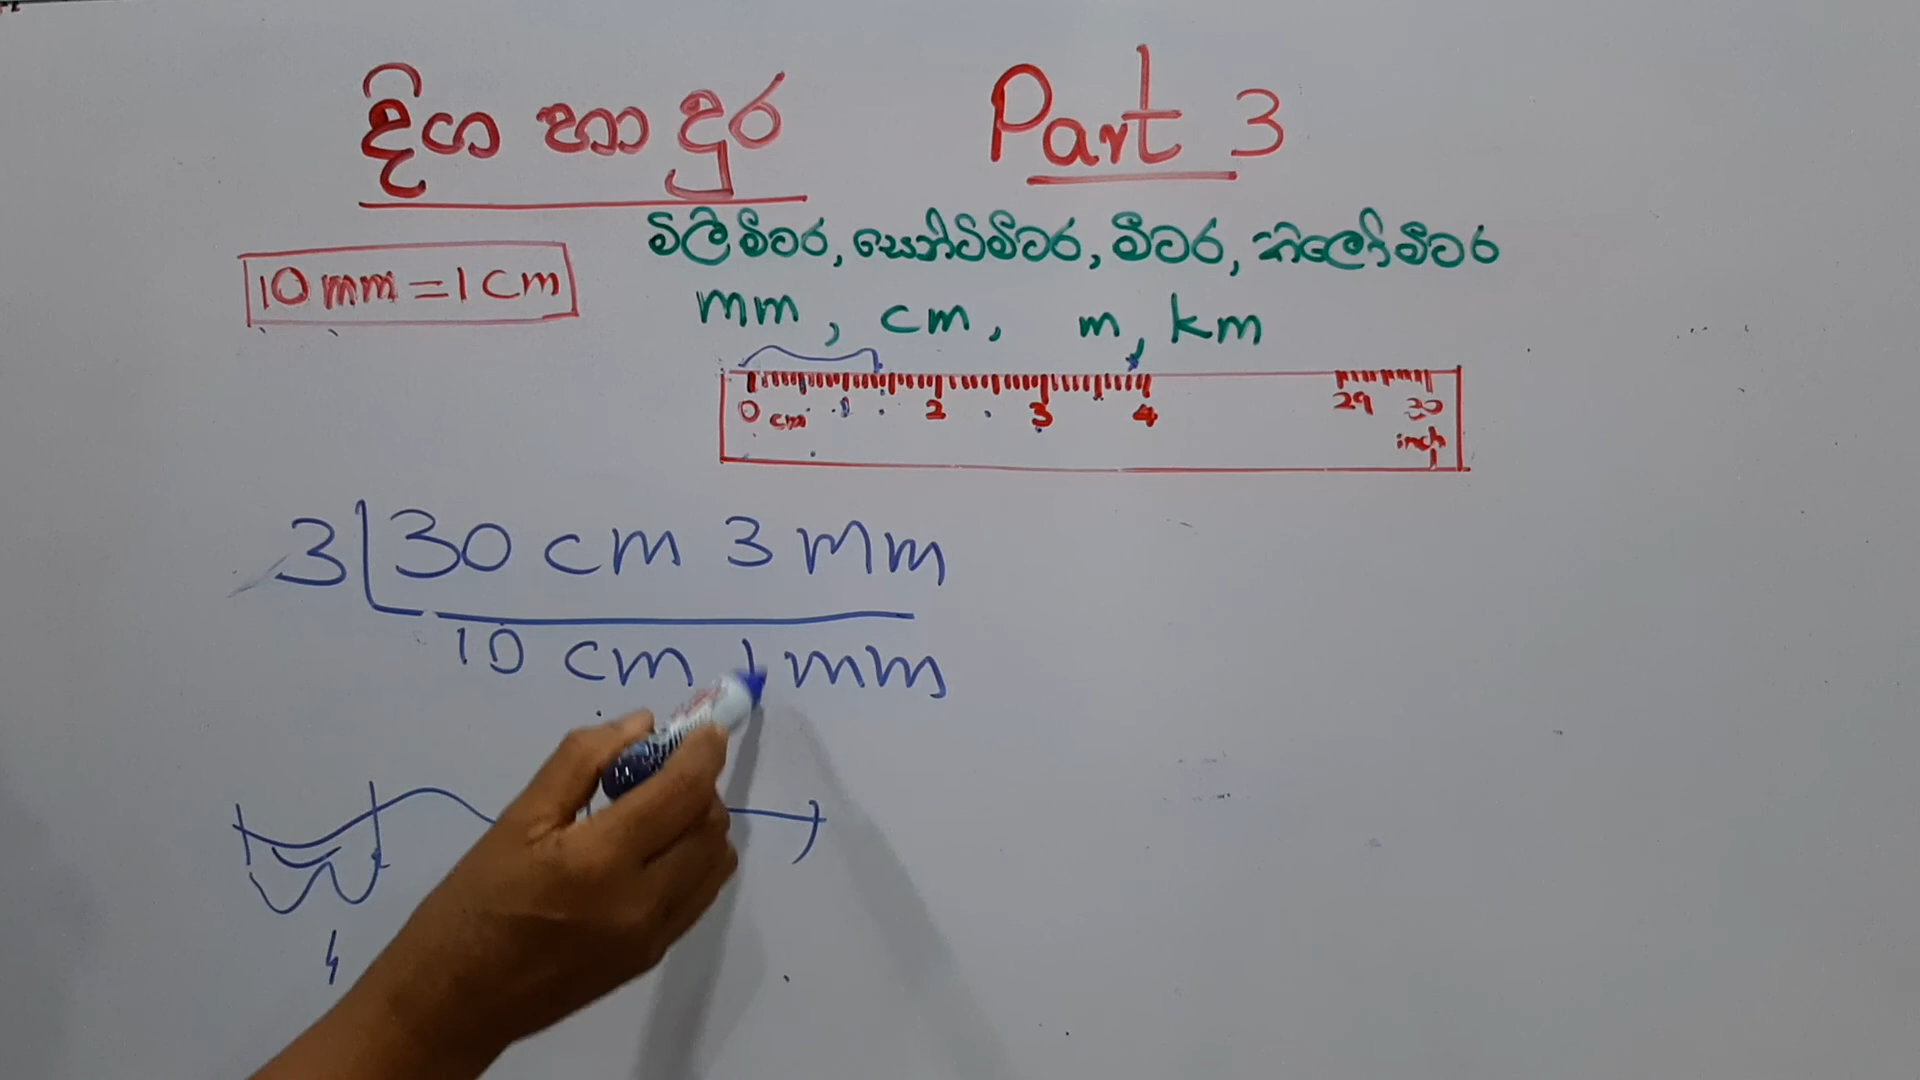 දිග හා දුර Part 3
මිලිමීටර, සෙන්ටිමීටර, මීටර, කිලෝමීටර
10 mm = 1 cm
mm, cm, m, km
0 cm 1 2 3 4 29 30
inch
3 30 cm 3 mm
10 cm 1 mm